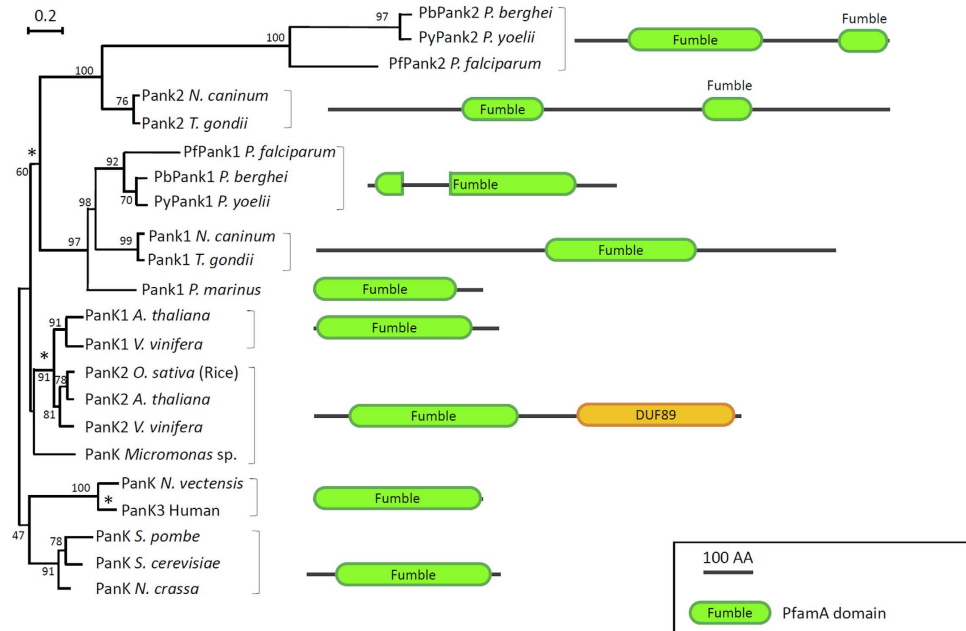 0.2
PbPank2 P. berghei
97
PyPank2 P. yoelii
Fumble
Fumble
100
PfPank2 P. falciparum
100
Pank2 N. caninum
76
Pank2 T. gondii
Fumble
Fumble
*
60
PfPank1 P. falciparum
92
PbPank1 P. berghei
70
PyPank1 P. yoelii
Fumble
98
Pank1 N. caninum
99
Pank1 T. gondii
Fumble
97
Pank1 P. marinus
Fumble
PanK1 A. thaliana
91
PanK1 V. vinifera
Fumble
*
91
PanK2 O. sativa (Rice)
78
PanK2 A. thaliana
81
PanK2 V. vinifera
Fumble
DUF89
PanK Micromonas sp.
PanK N. vectensis
100
*
PanK3 Human
Fumble
47
PanK S. pombe
78
PanK S. cerevisiae
91
PanK N. crassa
Fumble
100 AA
Fumble
PfamA domain